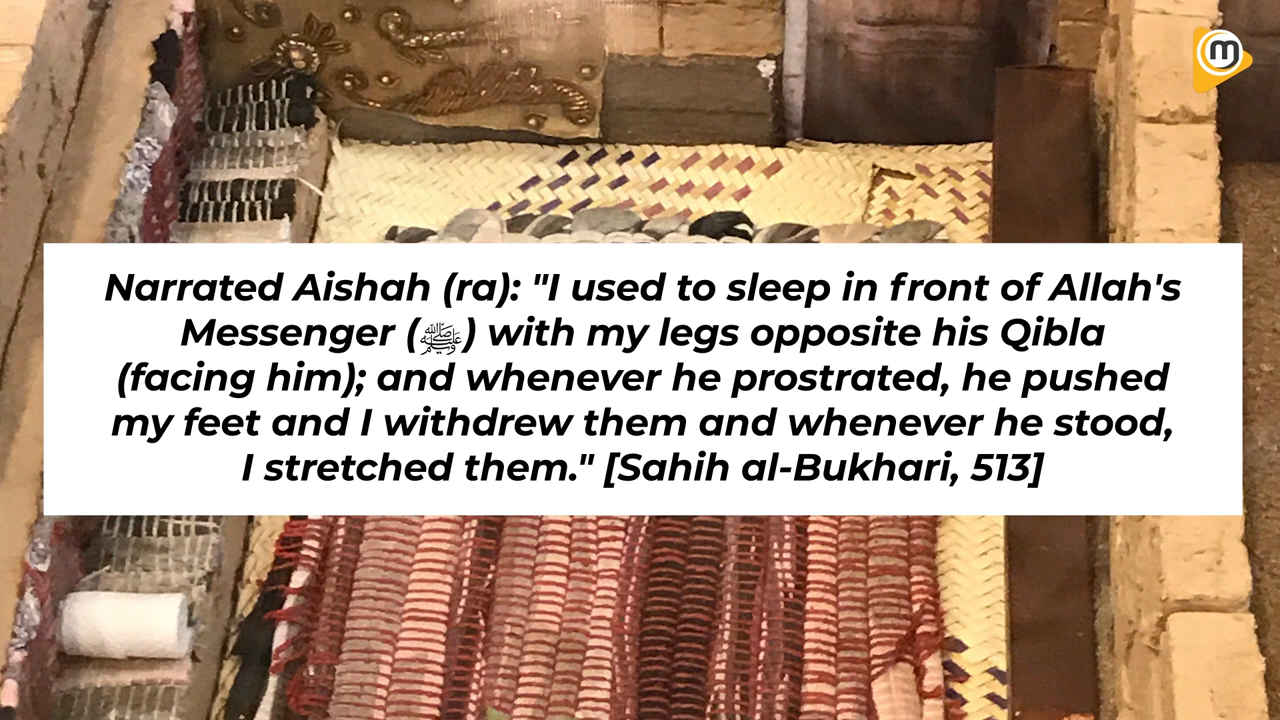 m
Narrated Aishah (ra): "I used to sleep in front of Allah's
Messenger (ﷺ) with my legs opposite his Qibla
(facing him); and whenever he prostrated, he pushed
my feet and I withdrew them and whenever he stood,
I stretched them." [Sahih al-Bukhari, 513]